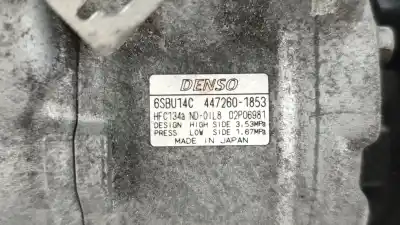 DENSO
6SBU14C 447260-1853
HFC134a ND-OIL8 02P06981
DESIGN HIGH SIDE 3.53MPa
PRESS LOW SIDE 1.67MPa
MADE IN JAPAN